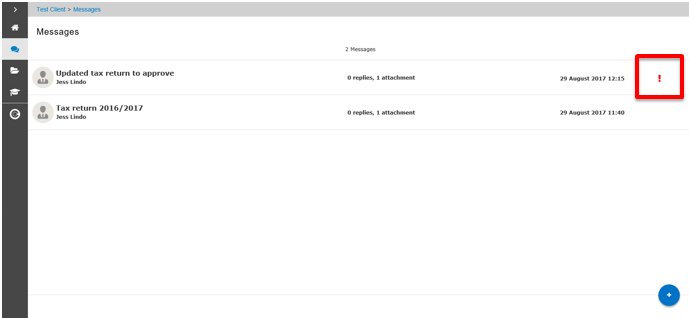 Test Client > Messages
Messages
2 Messages
Updated tax return to approve
Jess Lindo
0 replies, 1 attachment
29 August 2017 12:15
!
Tax return 2016/2017
Jess Lindo
0 replies, 1 attachment
29 August 2017 11:40
+